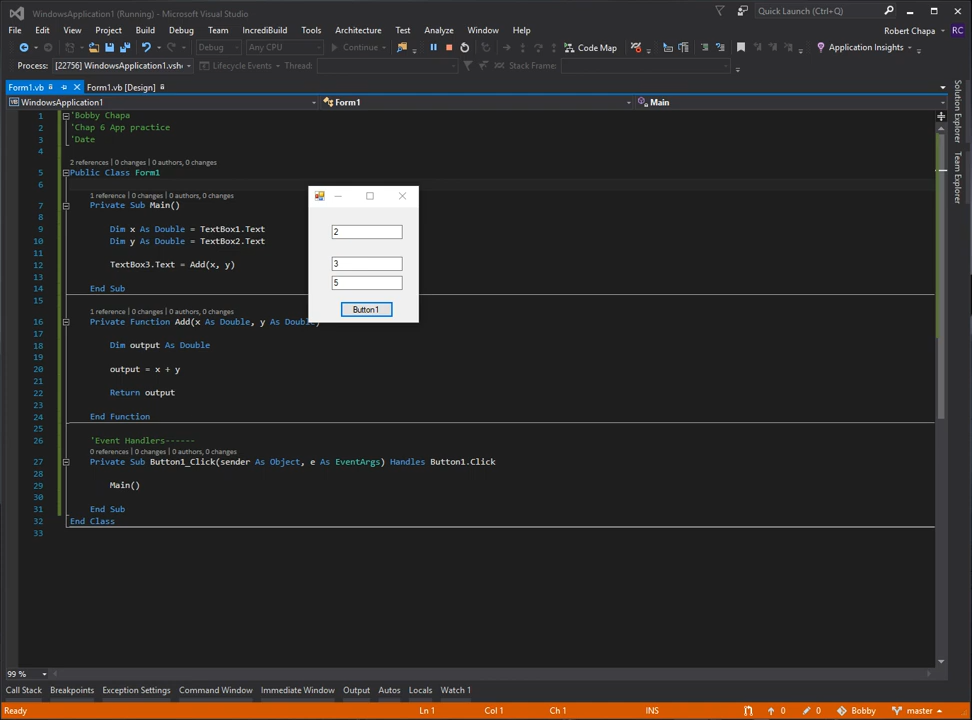 WindowsApplication1 (Running) - Microsoft Visual Studio
Quick Launch (Ctrl+Q)
File Edit View Project Build Debug Team IncrediBuild Tools Architecture Test Analyze Window Help
Robert Chapa RC
Debug Any CPU Continue Code Map Application Insights
Process: [22756] WindowsApplication1.vsh Lifecycle Events Thread: Stack Frame:
Form1.vb Form1.vb [Design]
WindowsApplication1 Form1 Main
Solution Explorer
Team Explorer
1 'Bobby Chapa
2 'Chap 6 App practice
3 'Date
4
2 references | 0 changes | 0 authors, 0 changes
5 Public Class Form1
6
1 reference | 0 changes | 0 authors, 0 changes
7 Private Sub Main()
8
9 Dim x As Double = TextBox1.Text
10 Dim y As Double = TextBox2.Text
11
12 TextBox3.Text = Add(x, y)
13
14 End Sub
15
1 reference | 0 changes | 0 authors, 0 changes
16 Private Function Add(x As Double, y As Double)
17
18 Dim output As Double
19
20 output = x + y
21
22 Return output
23
24 End Function
25
26 'Event Handlers------
0 references | 0 changes | 0 authors, 0 changes
27 Private Sub Button1_Click(sender As Object, e As EventArgs) Handles Button1.Click
28
29 Main()
30
31 End Sub
32 End Class
33
2
3
5
Button1
99 %
Call Stack Breakpoints Exception Settings Command Window Immediate Window Output Autos Locals Watch 1
Ready Ln 1 Col 1 Ch 1 INS 0 0 Bobby master